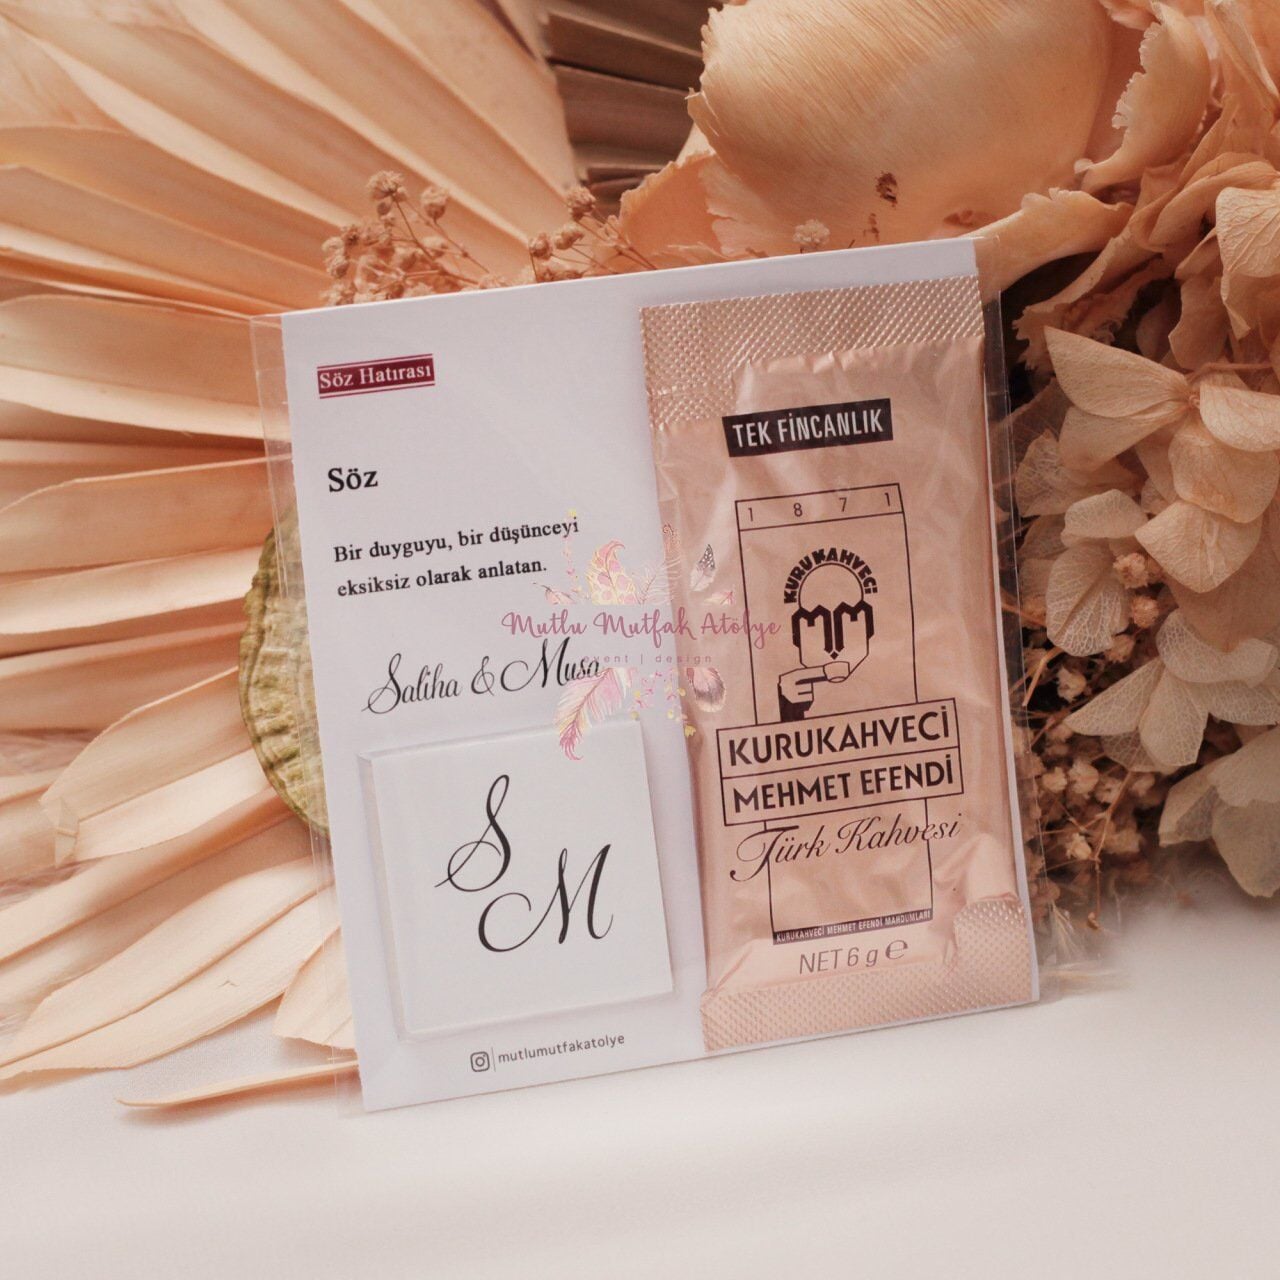 Söz Hatırası
Söz
Bir duyguyu, bir düşünceyi
eksiksiz olarak anlatan.
Saliha & Musa
S
M
mutlumutfakatolye
Mutlu Mutfak Atölye
event | design
TEK FİNCANLIK
1 8 7 1
KURUKAHVECİ
MM
KURUKAHVECİ
MEHMET EFENDİ
Türk Kahvesi
KURUKAHVECİ MEHMET EFENDİ MAHDUMLARI
NET 6 g ℮